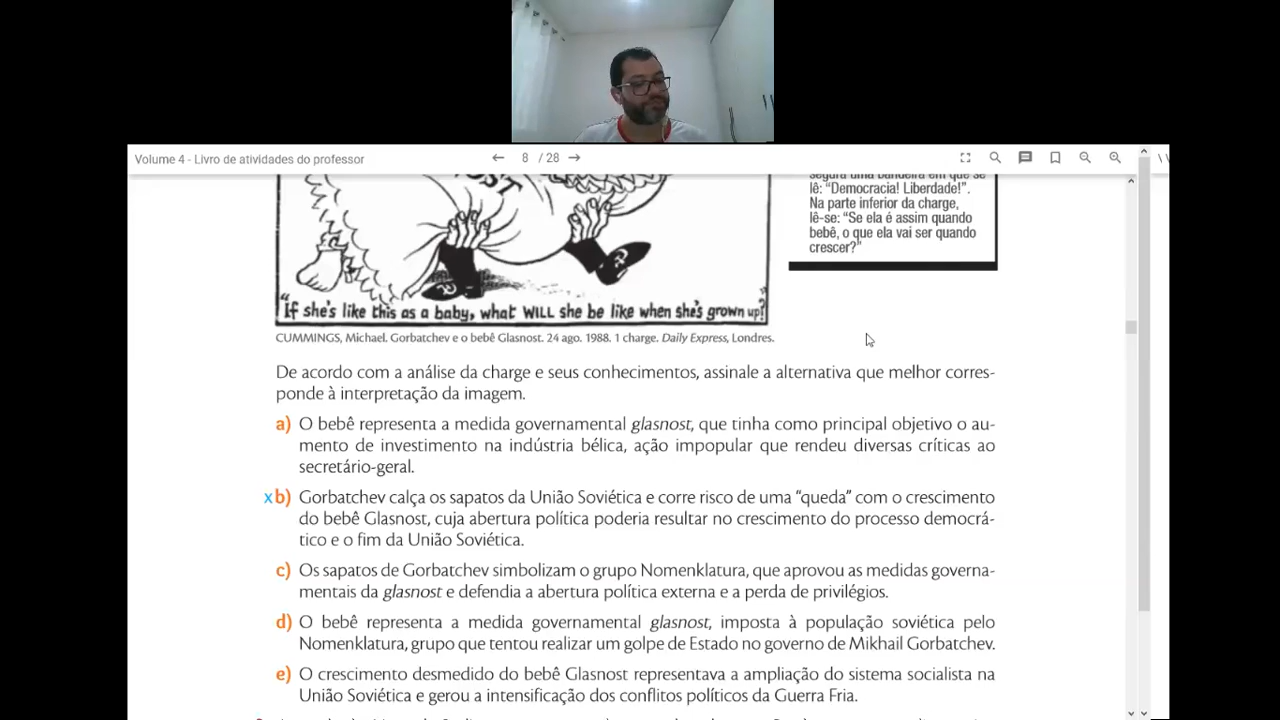 Volume 4 - Livro de atividades do professor
8 / 28
segura uma bandeira em que se
lê: “Democracia! Liberdade!”.
Na parte inferior da charge,
lê-se: “Se ela é assim quando
bebê, o que ela vai ser quando
crescer?”
"If she's like this as a baby, what WILL she be like when she's grown up?"
CUMMINGS, Michael. Gorbatchev e o bebê Glasnost. 24 ago. 1988. 1 charge. Daily Express, Londres.
De acordo com a análise da charge e seus conhecimentos, assinale a alternativa que melhor corres-
ponde à interpretação da imagem.
a) O bebê representa a medida governamental glasnost, que tinha como principal objetivo o au-
mento de investimento na indústria bélica, ação impopular que rendeu diversas críticas ao
secretário-geral.
x b) Gorbatchev calça os sapatos da União Soviética e corre risco de uma “queda” com o crescimento
do bebê Glasnost, cuja abertura política poderia resultar no crescimento do processo democrá-
tico e o fim da União Soviética.
c) Os sapatos de Gorbatchev simbolizam o grupo Nomenklatura, que aprovou as medidas governa-
mentais da glasnost e defendia a abertura política externa e a perda de privilégios.
d) O bebê representa a medida governamental glasnost, imposta à população soviética pelo
Nomenklatura, grupo que tentou realizar um golpe de Estado no governo de Mikhail Gorbatchev.
e) O crescimento desmedido do bebê Glasnost representava a ampliação do sistema socialista na
União Soviética e gerou a intensificação dos conflitos políticos da Guerra Fria.